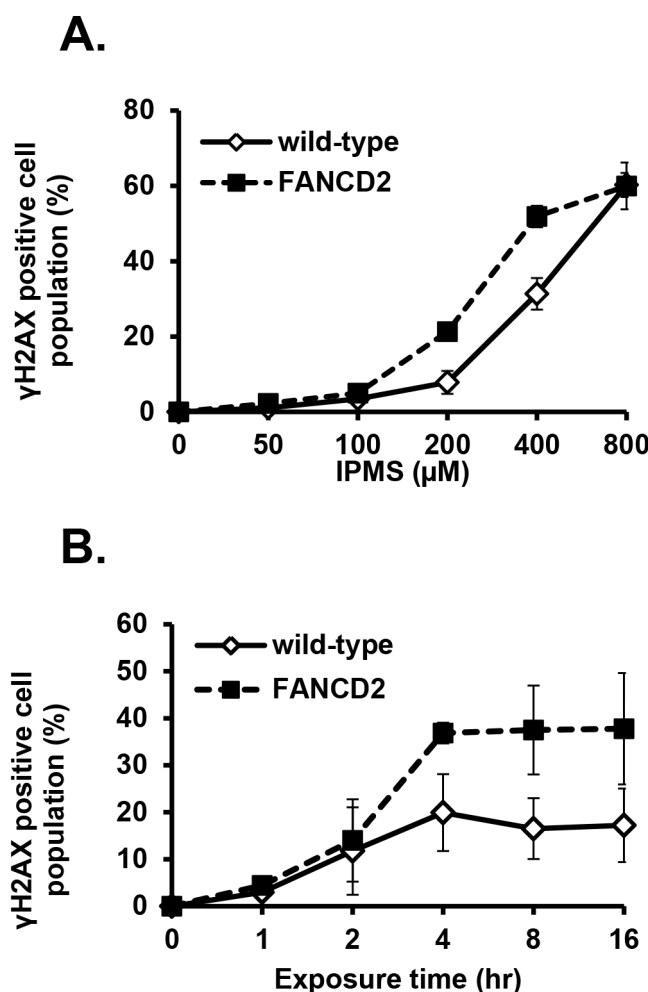 A.
γH2AX positive cell
population (%)
80
60
40
20
0
wild-type
FANCD2
0 50 100 200 400 800
IPMS (μM)
B.
γH2AX positive cell
population (%)
60
50
40
30
20
10
0
wild-type
FANCD2
0 1 2 4 8 16
Exposure time (hr)